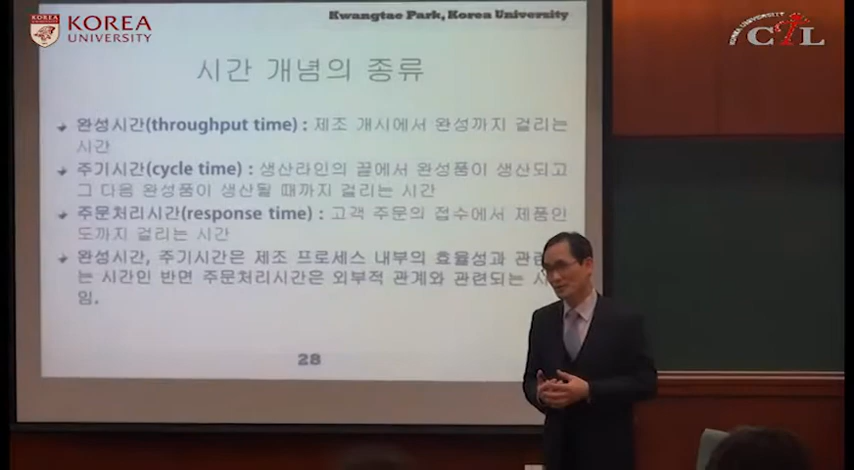 KOREA
UNIVERSITY
Kwangtae Park, Korea University
KOREA UNIVERSITY
CTL
시간 개념의 종류
완성시간(throughput time) : 제조 개시에서 완성까지 걸리는
시간
주기시간(cycle time) : 생산라인의 끝에서 완성품이 생산되고
그 다음 완성품이 생산될 때까지 걸리는 시간
주문처리시간(response time) : 고객 주문의 접수에서 제품인
도까지 걸리는 시간
완성시간, 주기시간은 제조 프로세스 내부의 효율성과 관련
는 시간인 반면 주문처리시간은 외부적 관계와 관련되는 시
임.
28